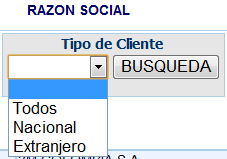 RAZON SOCIAL
Tipo de Cliente
BUSQUEDA
Todos
Nacional
Extranjero